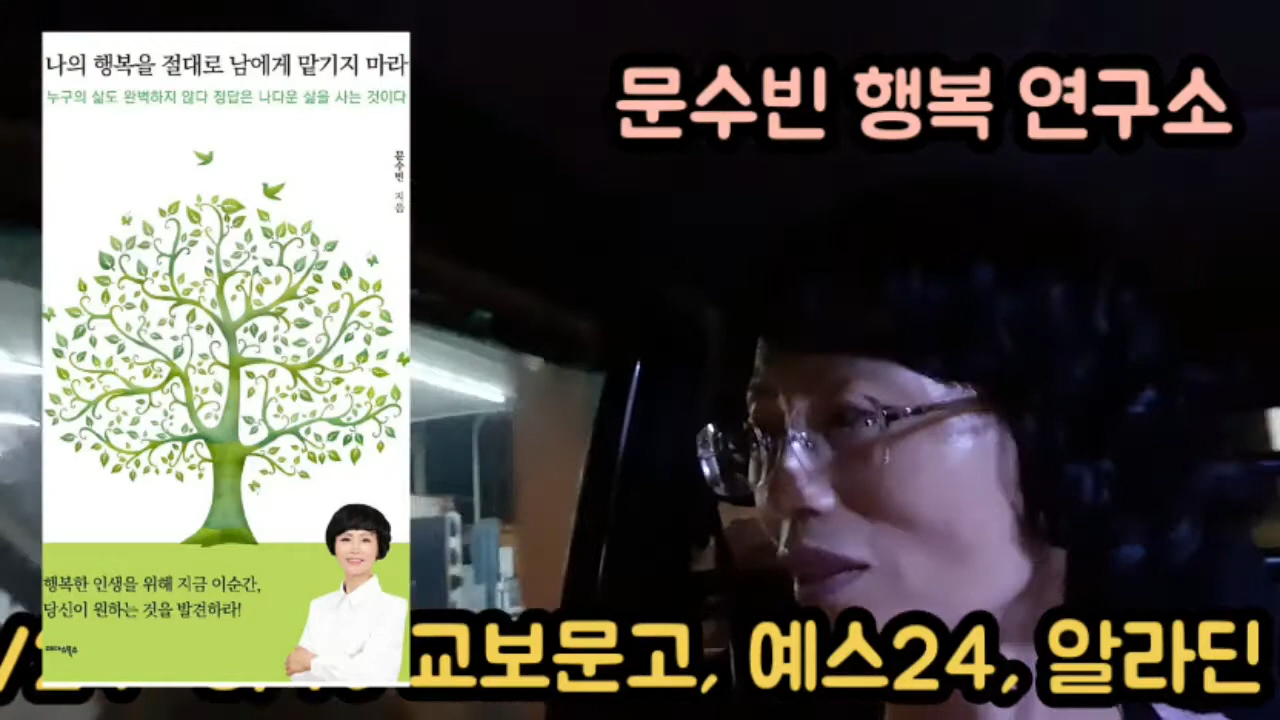 나의 행복을 절대로 남에게 맡기지 마라
누구의 삶도 완벽하지 않다 정답은 나다운 삶을 사는 것이다
문수빈 지음
문수빈 행복 연구소
행복한 인생을 위해 지금 이순간,
당신이 원하는 것을 발견하라!
교보문고, 예스24, 알라딘